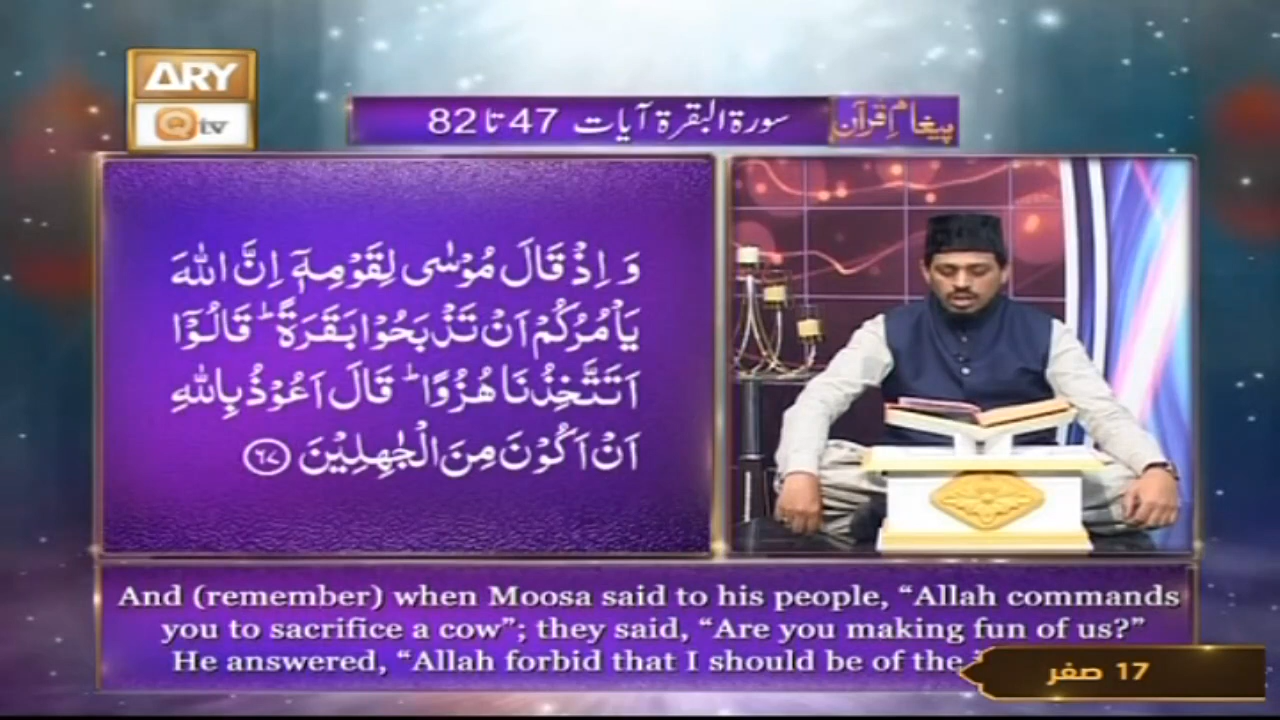 ARY
Qtv
پیغام قرآن
سورۃ البقرۃ آیات 47 تا 82
وَ اِذْ قَالَ مُوْسٰى لِقَوْمِهٖۤ اِنَّ اللّٰهَ
یَاْمُرُكُمْ اَنْ تَذْبَحُوْا بَقَرَةً ؕ قَالُوْۤا
اَتَتَّخِذُنَا هُزُوًا ؕ قَالَ اَعُوْذُ بِاللّٰهِ
اَنْ اَكُوْنَ مِنَ الْجٰهِلِیْنَ ۶۷
And (remember) when Moosa said to his people, “Allah commands
you to sacrifice a cow”; they said, “Are you making fun of us?”
He answered, “Allah forbid that I should be of the
17 صفر